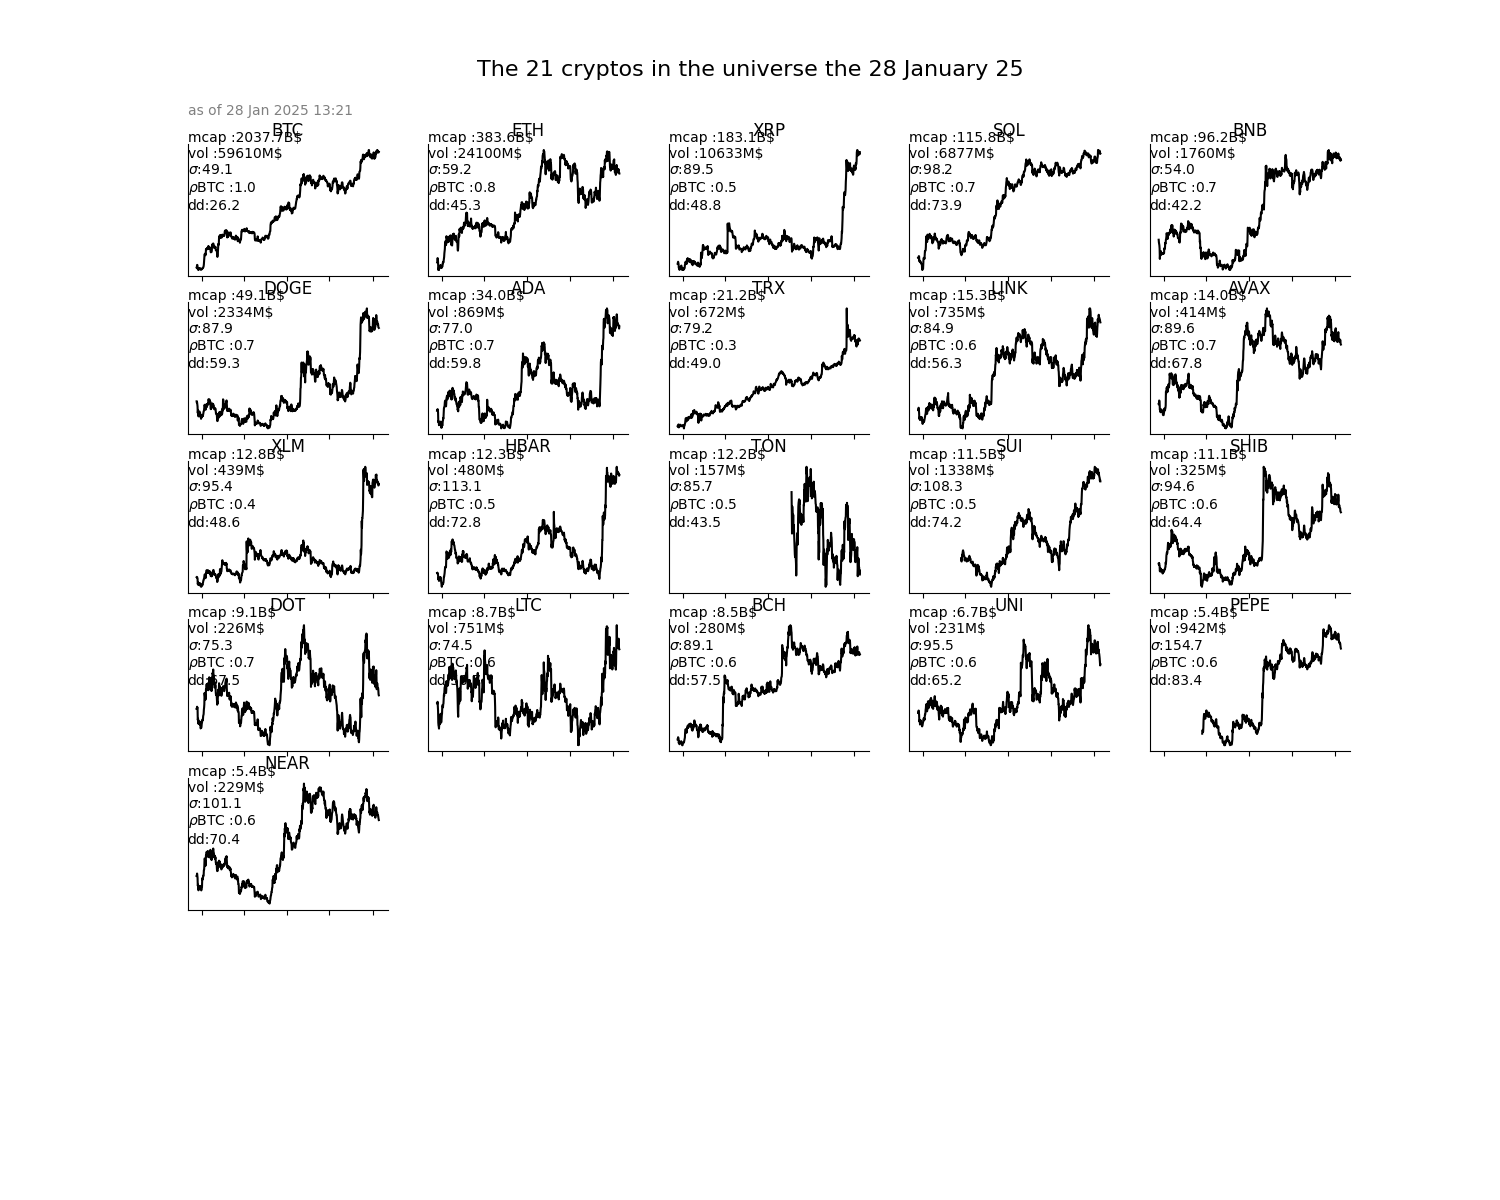 The 21 cryptos in the universe the 28 January 25
as of 28 Jan 2025 13:21
BTC
mcap :2037.7B$
vol :59610M$
σ:49.1
ρBTC :1.0
dd:26.2
ETH
mcap :383.6B$
vol :24100M$
σ:59.2
ρBTC :0.8
dd:45.3
XRP
mcap :183.1B$
vol :10633M$
σ:89.5
ρBTC :0.5
dd:48.8
SOL
mcap :115.8B$
vol :6877M$
σ:98.2
ρBTC :0.7
dd:73.9
BNB
mcap :96.2B$
vol :1760M$
σ:54.0
ρBTC :0.7
dd:42.2
DOGE
mcap :49.1B$
vol :2334M$
σ:87.9
ρBTC :0.7
dd:59.3
ADA
mcap :34.0B$
vol :869M$
σ:77.0
ρBTC :0.7
dd:59.8
TRX
mcap :21.2B$
vol :672M$
σ:79.2
ρBTC :0.3
dd:49.0
LINK
mcap :15.3B$
vol :735M$
σ:84.9
ρBTC :0.6
dd:56.3
AVAX
mcap :14.0B$
vol :414M$
σ:89.6
ρBTC :0.7
dd:67.8
XLM
mcap :12.8B$
vol :439M$
σ:95.4
ρBTC :0.4
dd:48.6
HBAR
mcap :12.3B$
vol :480M$
σ:113.1
ρBTC :0.5
dd:72.8
TON
mcap :12.2B$
vol :157M$
σ:85.7
ρBTC :0.5
dd:43.5
SUI
mcap :11.5B$
vol :1338M$
σ:108.3
ρBTC :0.5
dd:74.2
SHIB
mcap :11.1B$
vol :325M$
σ:94.6
ρBTC :0.6
dd:64.4
DOT
mcap :9.1B$
vol :226M$
σ:75.3
ρBTC :0.7
LTC
mcap :8.7B$
vol :751M$
σ:74.5
ρBTC :0.6
BCH
mcap :8.5B$
vol :280M$
σ:89.1
ρBTC :0.6
dd:57.5
UNI
mcap :6.7B$
vol :231M$
σ:95.5
ρBTC :0.6
dd:65.2
PEPE
mcap :5.4B$
vol :942M$
σ:154.7
ρBTC :0.6
dd:83.4
NEAR
mcap :5.4B$
vol :229M$
σ:101.1
ρBTC :0.6
dd:70.4